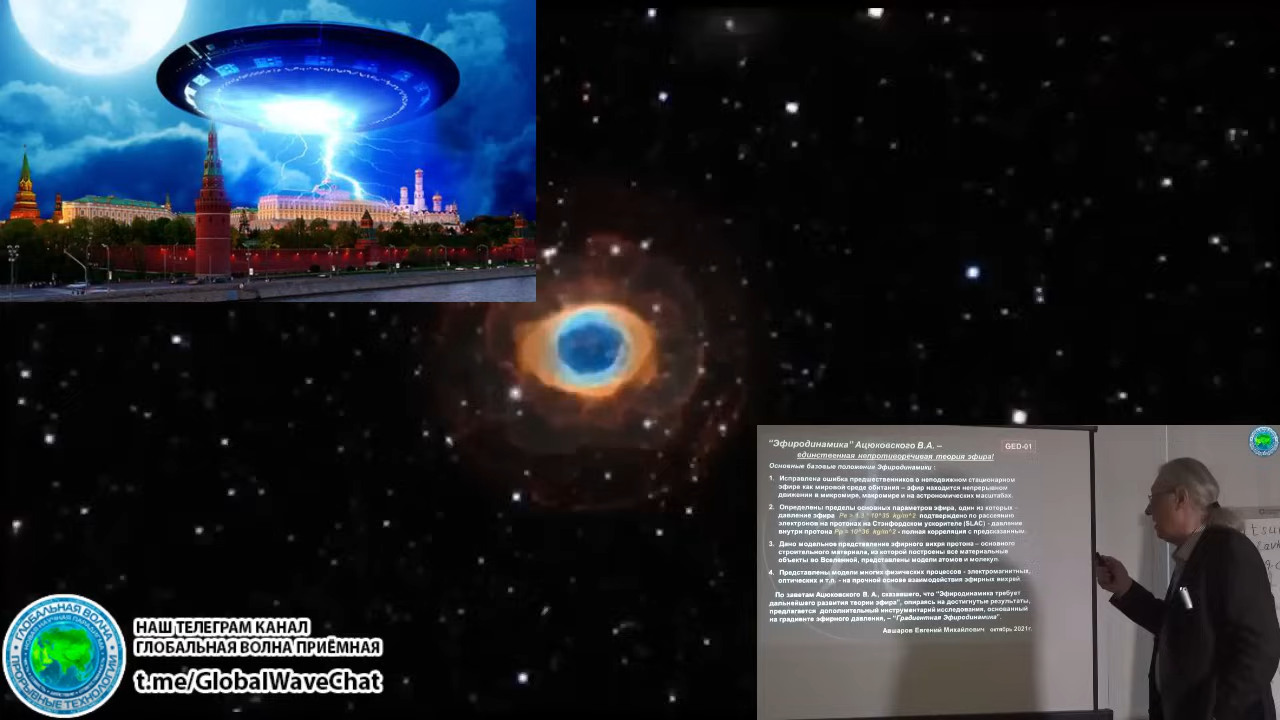 "Эфиродинамика" Ацюковского В.А. –
GED-01
единственная непротиворечивая теория эфира!
Основные базовые положения Эфиродинамики :
1. Исправлена ошибка предшественников о неподвижном стационарном
эфире как мировой среде обитания – эфир находится непрерывном
движении в микромире, макромире и на астрономических масштабах.
2. Определены пределы основных параметров эфира, один из которых -
давление эфира подтверждено по рассеянию
электронов на протонах на Стэнфордском ускорителе (SLAC) - давление
внутри протона - полная корреляция с предсказанным.
3. Дано модельное представление эфирного вихря протона – основного
строительного материала, из которой построены все материальные
объекты во Вселенной, представлены модели атомов и молекул.
4. Представлены модели многих физических процессов - электромагнитных,
оптических и т.п. - на прочной основе взаимодействия эфирных вихрей
По заветам Ацюковского В. А., сказавшего, что "Эфиродинамика требует
дальнейшего развития теории эфира", опираясь на достигнутые результаты,
предлагается дополнительный инструментарий исследования, основанный
на градиенте эфирного давления, – "Градиентная Эфиродинамика".
Авшаров Евгений Михайлович октябрь 2021г.
ГЛОБАЛЬНАЯ ВОЛНА
ПРОРЫВНЫЕ ТЕХНОЛОГИИ
НАШ ТЕЛЕГРАМ КАНАЛ
ГЛОБАЛЬНАЯ ВОЛНА ПРИЁМНАЯ
t.me/GlobalWaveChat